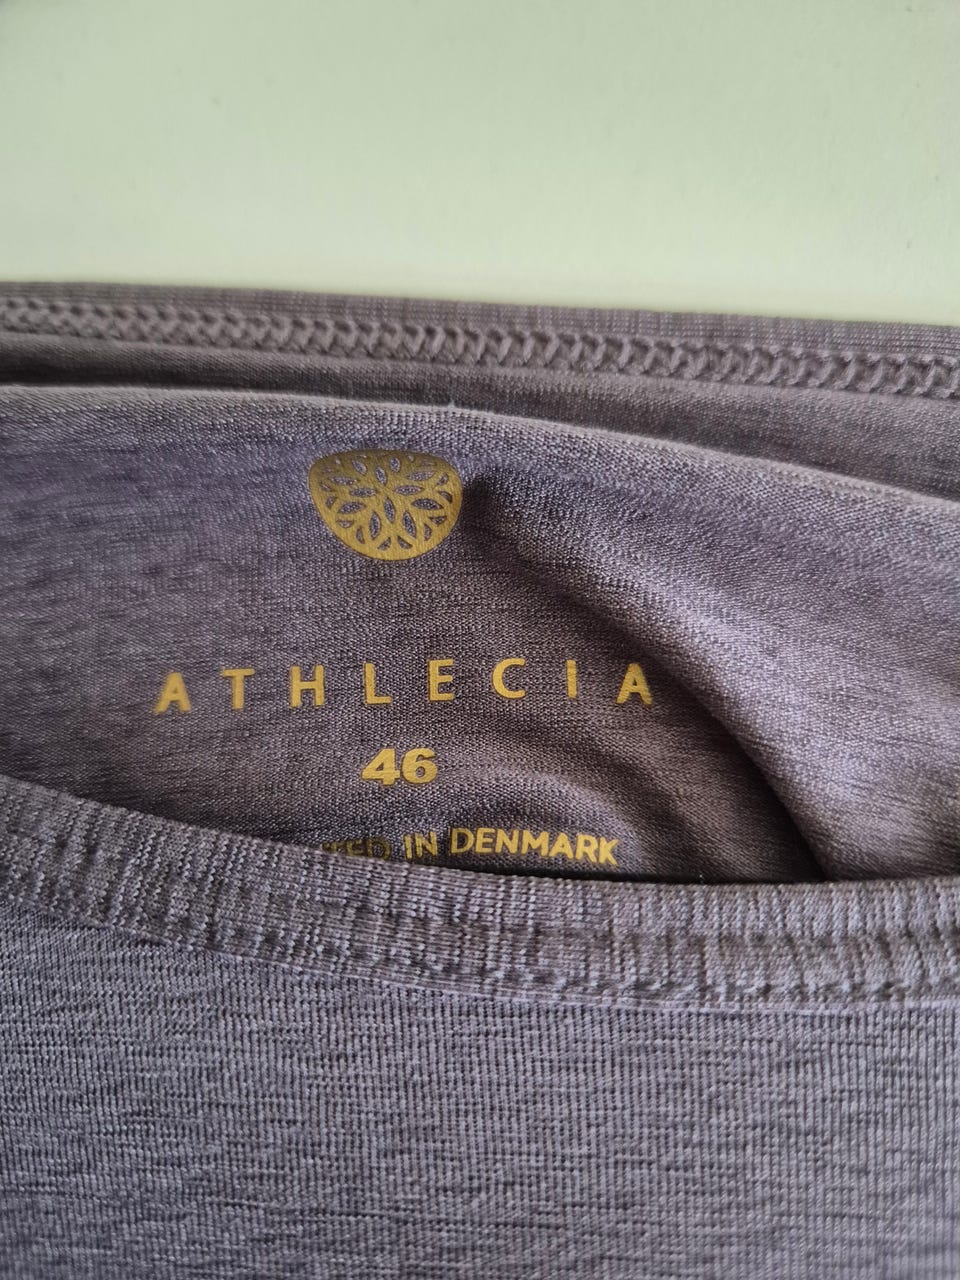 ATHLECIA
46
IN DENMARK